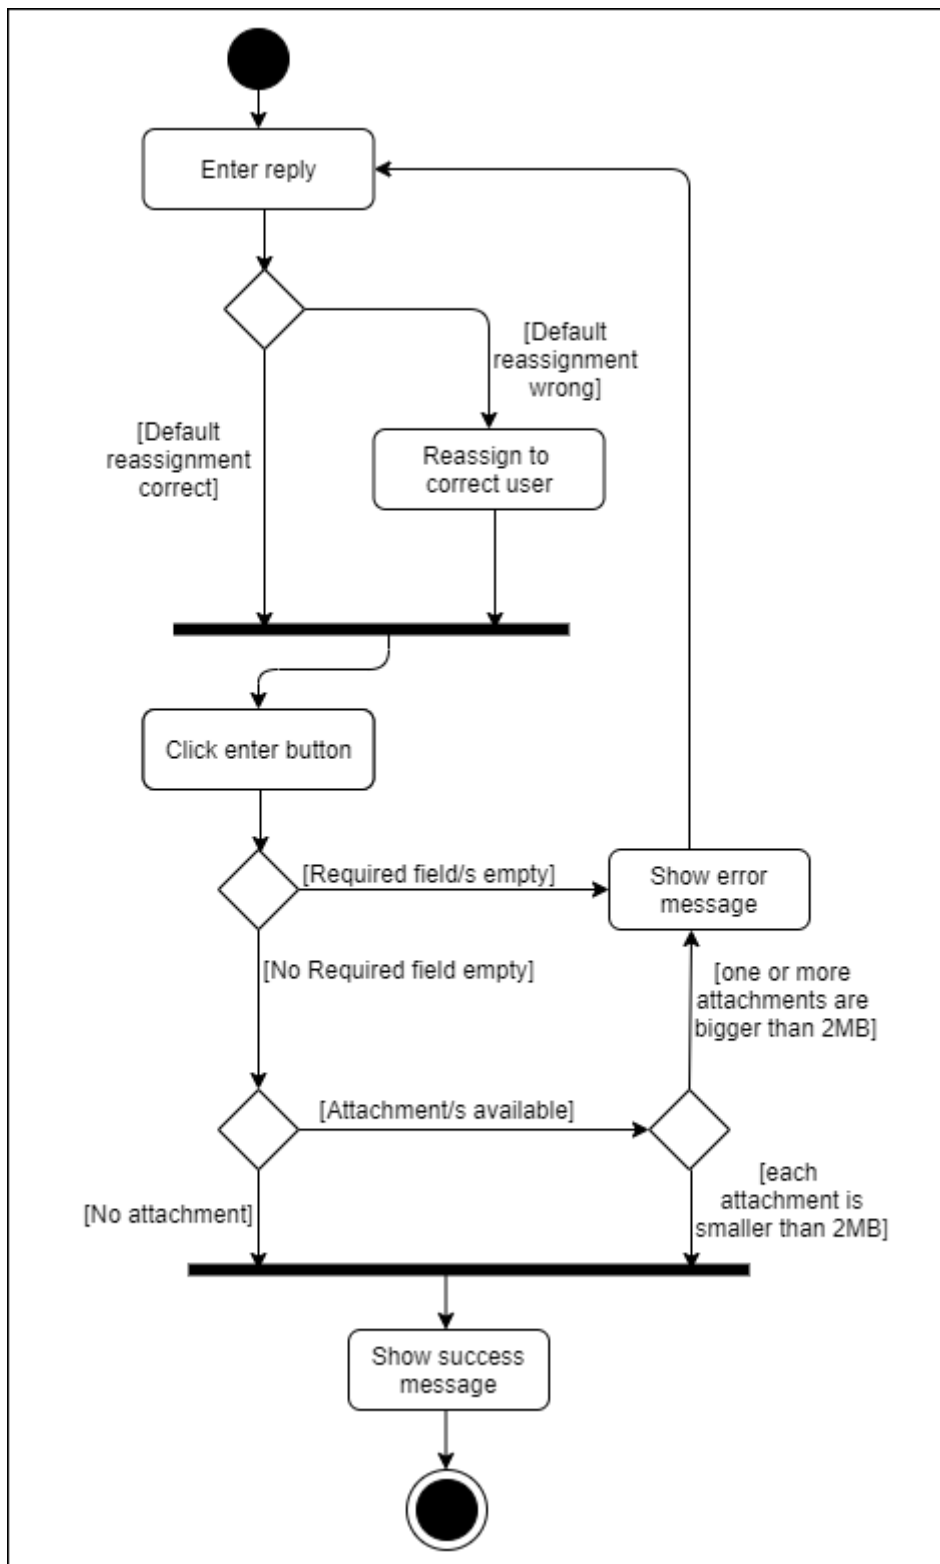 Enter reply
[Default
reassignment
wrong]
[Default
reassignment
correct]
Reassign to
correct user
Click enter button
[Required field/s empty]
Show error
message
[No Required field empty]
[one or more
attachments are
bigger than 2MB]
[Attachment/s available]
[each
attachment is
smaller than 2MB]
[No attachment]
Show success
message